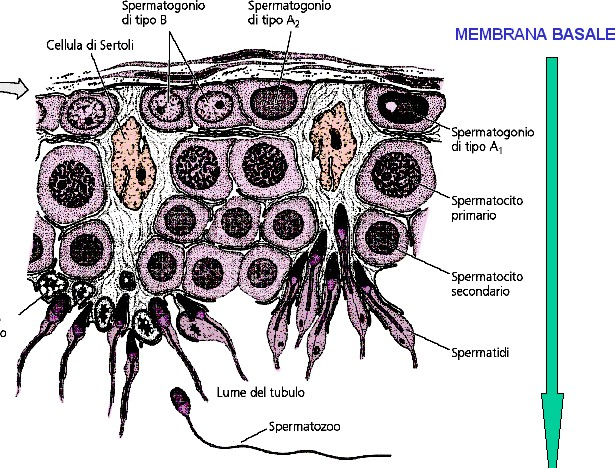 Spermatogonio
di tipo B
Spermatogonio
di tipo A2
MEMBRANA BASALE
Cellula di Sertoli
Spermatogonio
di tipo A1
Spermatocito
primario
Spermatocito
secondario
o
Spermatidi
Lume del tubulo
Spermatozoo